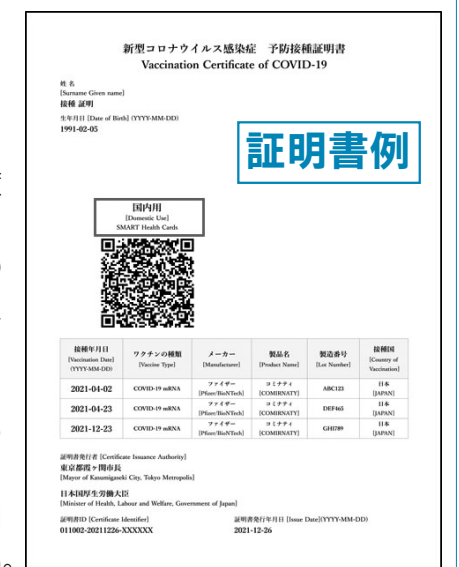 新型コロナウイルス感染症　予防接種証明書
Vaccination Certificate of COVID-19
姓 名
[Surname Given name]
接種 証明
生年月日 [Date of Birth] (YYYY-MM-DD)
1991-02-05
証明書例
国内用
[Domestic Use]
SMART Health Cards
接種年月日 [Vaccination Date] (YYYY-MM-DD) ワクチンの種類 [Vaccine Type] メーカー [Manufacturer] 製品名 [Product Name] 製造番号 [Lot Number] 接種国 [Country of Vaccination]
2021-04-02 COVID-19 mRNA ファイザー [Pfizer/BioNTech] コミナティ [COMIRNATY] ABC123 日本 [JAPAN]
2021-04-23 COVID-19 mRNA ファイザー [Pfizer/BioNTech] コミナティ [COMIRNATY] DEF465 日本 [JAPAN]
2021-12-23 COVID-19 mRNA ファイザー [Pfizer/BioNTech] コミナティ [COMIRNATY] GHI789 日本 [JAPAN]
証明書発行者 [Certificate Issuance Authority]
東京都霞ヶ関市長
[Mayor of Kasumigaseki City, Tokyo Metropolis]
日本国厚生労働大臣
[Minister of Health, Labour and Welfare, Government of Japan]
証明書ID [Certificate Identifier] 証明書発行年月日 [Issue Date](YYYY-MM-DD)
011002-20211226-XXXXXX 2021-12-26